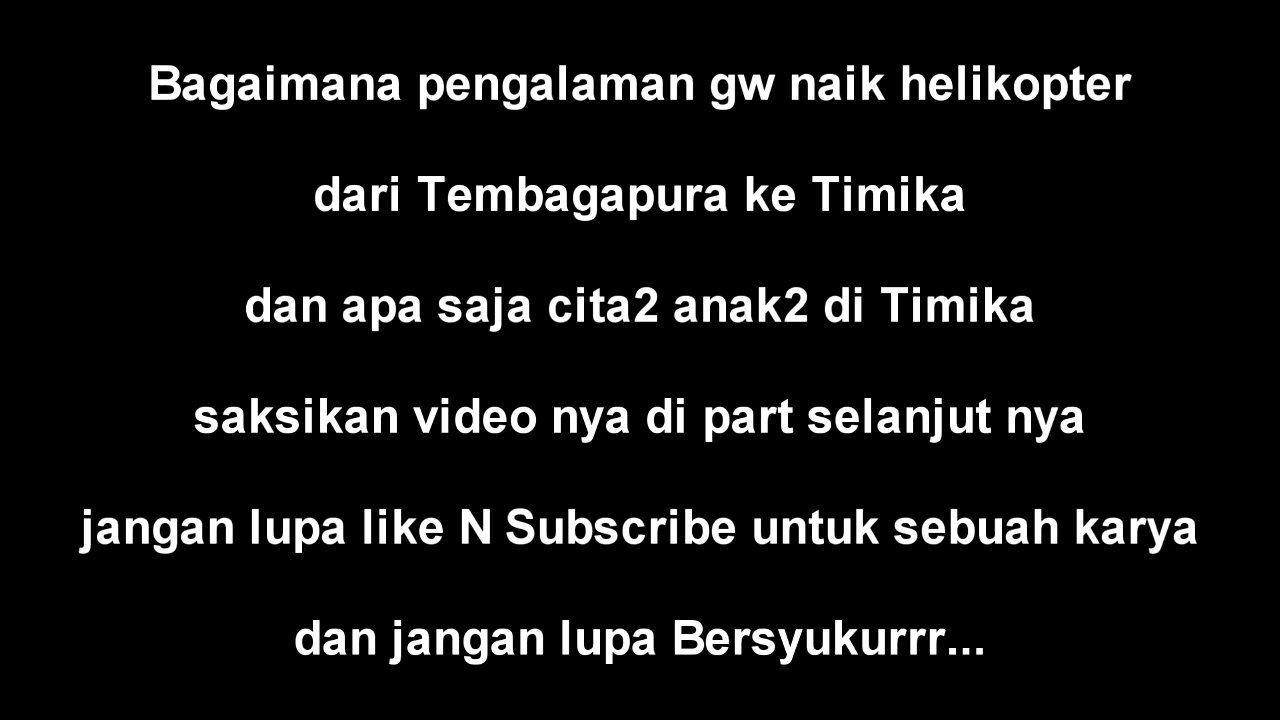 Bagaimana pengalaman gw naik helikopter
dari Tembagapura ke Timika
dan apa saja cita2 anak2 di Timika
saksikan video nya di part selanjut nya
jangan lupa like N Subscribe untuk sebuah karya
dan jangan lupa Bersyukurrr...